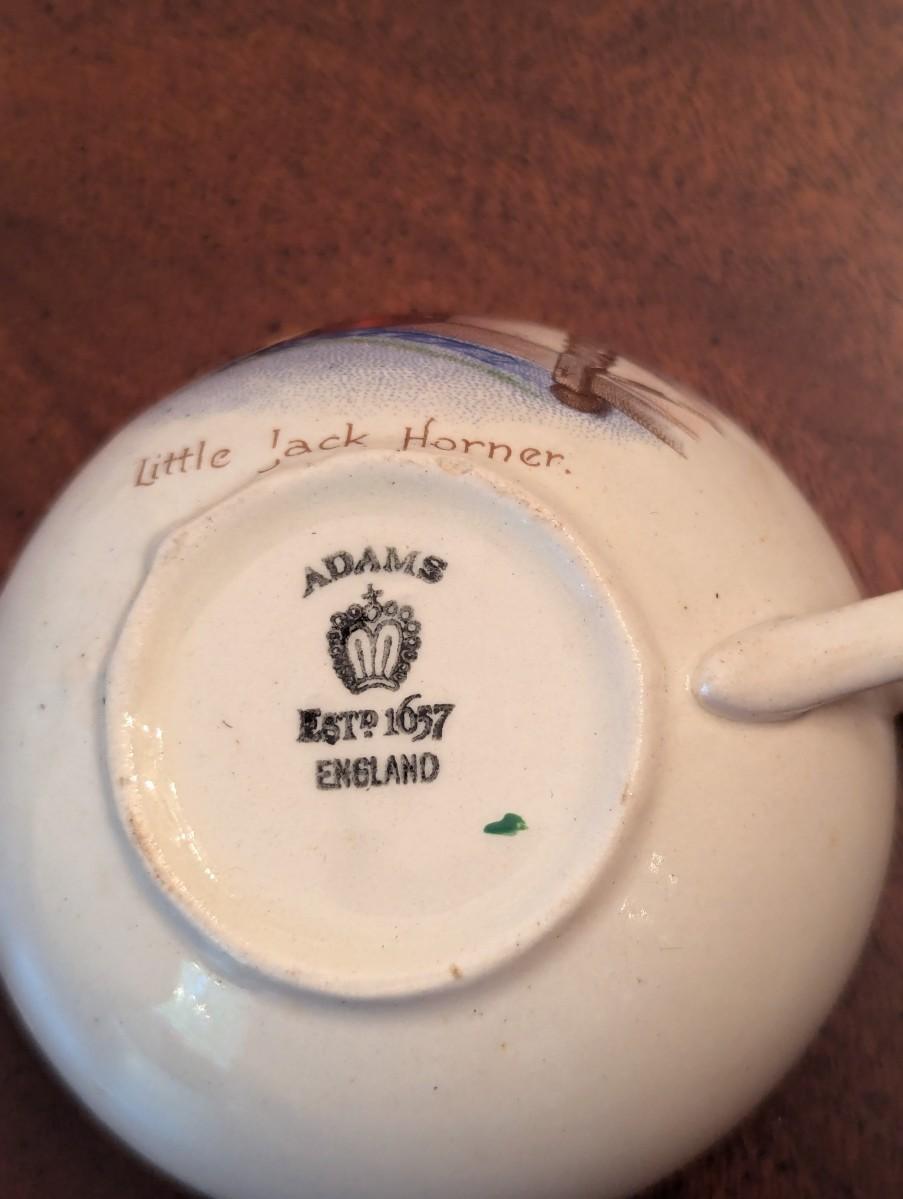 Little Jack Horner.
ADAMS
ESTD 1657
ENGLAND